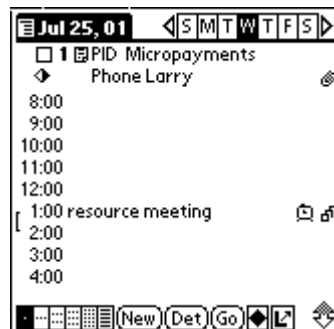 Jul 25, 01 S M T W T F S
1 PID Micropayments
Phone Larry
8:00
9:00
10:00
11:00
12:00
1:00 resource meeting
2:00
3:00
4:00
New Det Go